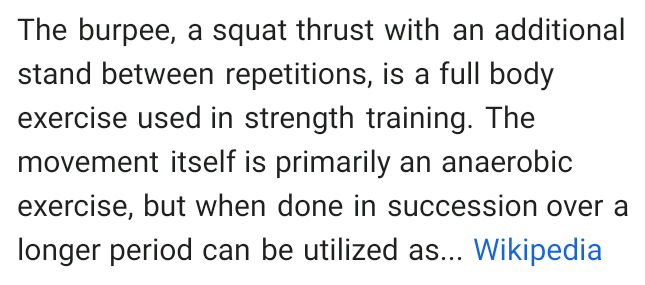 The burpee, a squat thrust with an additional
stand between repetitions, is a full body
exercise used in strength training. The
movement itself is primarily an anaerobic
exercise, but when done in succession over a
longer period can be utilized as... Wikipedia